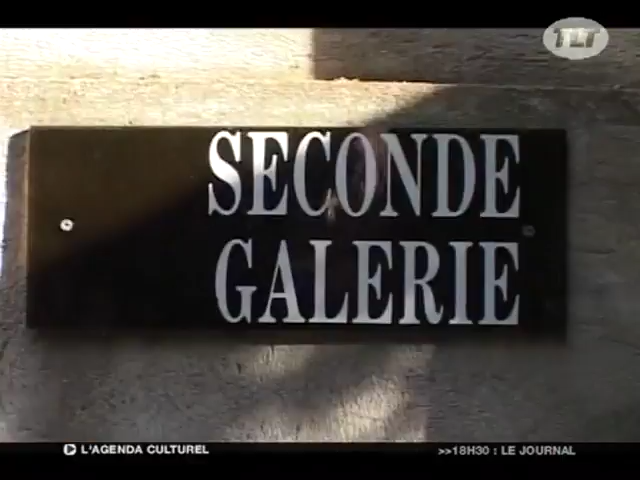 TLT
SECONDE
GALERIE
L'AGENDA CULTUREL
>>18H30 : LE JOURNAL